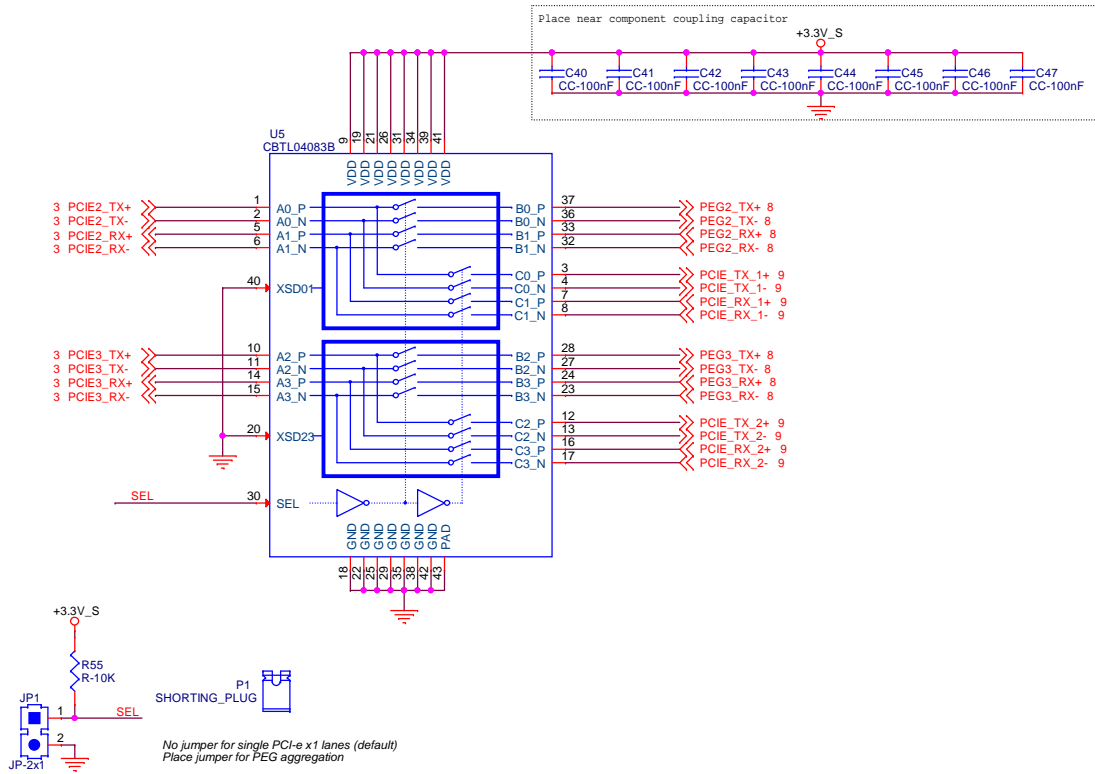 Place near component coupling capacitor
+3.3V_S
C40 C41 C42 C43 C44 C45 C46 C47
CC-100nF CC-100nF CC-100nF CC-100nF CC-100nF CC-100nF CC-100nF CC-100nF
U5
CBTL04083B
9 19 21 26 31 34 39 41
VDD VDD VDD VDD VDD VDD VDD VDD
3 PCIE2_TX+ 1 A0_P B0_P 37 PEG2_TX+ 8
3 PCIE2_TX- 2 A0_N B0_N 36 PEG2_TX- 8
3 PCIE2_RX+ 5 A1_P B1_P 33 PEG2_RX+ 8
3 PCIE2_RX- 6 A1_N B1_N 32 PEG2_RX- 8
C0_P 3 PCIE_TX_1+ 9
40 XSD01 C0_N 4 PCIE_TX_1- 9
C1_P 7 PCIE_RX_1+ 9
C1_N 8 PCIE_RX_1- 9
3 PCIE3_TX+ 10 A2_P B2_P 28 PEG3_TX+ 8
3 PCIE3_TX- 11 A2_N B2_N 27 PEG3_TX- 8
3 PCIE3_RX+ 14 A3_P B3_P 24 PEG3_RX+ 8
3 PCIE3_RX- 15 A3_N B3_N 23 PEG3_RX- 8
C2_P 12 PCIE_TX_2+ 9
20 XSD23 C2_N 13 PCIE_TX_2- 9
C3_P 16 PCIE_RX_2+ 9
C3_N 17 PCIE_RX_2- 9
SEL 30 SEL
GND GND GND GND GND GND GND PAD
18 22 25 29 35 38 42 43
+3.3V_S
R55
R-10K
P1
SHORTING_PLUG
JP1
1 SEL
2
JP-2x1
No jumper for single PCI-e x1 lanes (default)
Place jumper for PEG aggregation